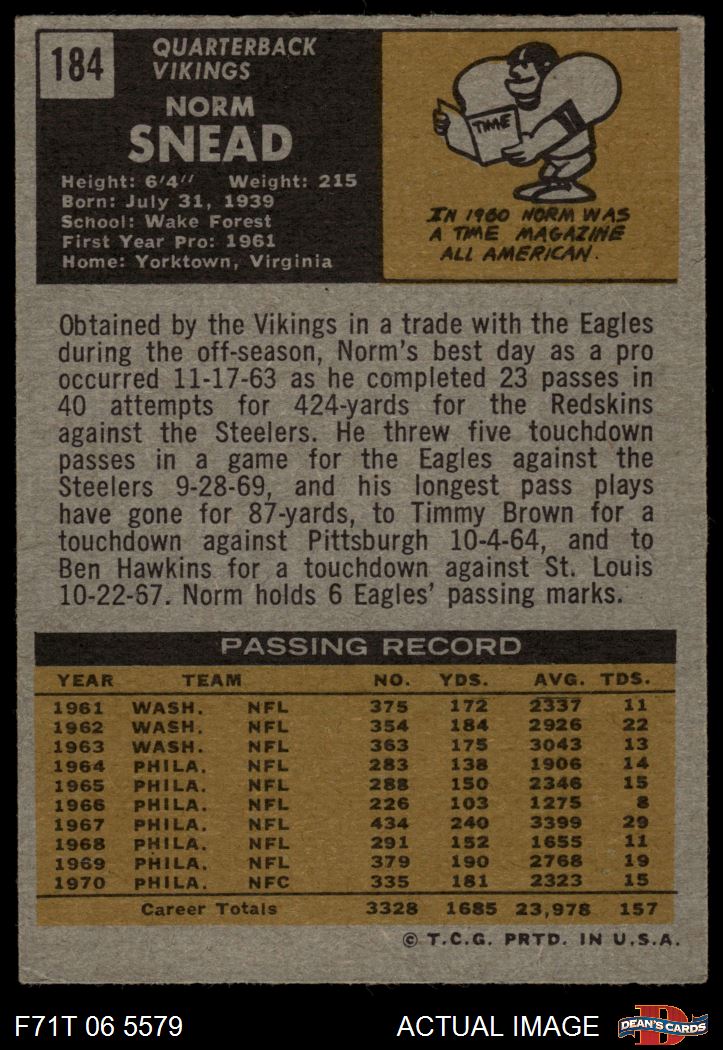 184
QUARTERBACK
VIKINGS
NORM
SNEAD
Height: 6'4" Weight: 215
Born: July 31, 1939
School: Wake Forest
First Year Pro: 1961
Home: Yorktown, Virginia
TIME
IN 1960 NORM WAS
A TIME MAGAZINE
ALL AMERICAN.
Obtained by the Vikings in a trade with the Eagles
during the off-season, Norm's best day as a pro
occurred 11-17-63 as he completed 23 passes in
40 attempts for 424-yards for the Redskins
against the Steelers. He threw five touchdown
passes in a game for the Eagles against the
Steelers 9-28-69, and his longest pass plays
have gone for 87-yards, to Timmy Brown for a
touchdown against Pittsburgh 10-4-64, and to
Ben Hawkins for a touchdown against St. Louis
10-22-67. Norm holds 6 Eagles' passing marks.
PASSING RECORD
YEAR TEAM NO. YDS. AVG. TDS.
1961 WASH. NFL 375 172 2337 11
1962 WASH. NFL 354 184 2926 22
1963 WASH. NFL 363 175 3043 13
1964 PHILA. NFL 283 138 1906 14
1965 PHILA. NFL 288 150 2346 15
1966 PHILA. NFL 226 103 1275 8
1967 PHILA. NFL 434 240 3399 29
1968 PHILA. NFL 291 152 1655 11
1969 PHILA. NFL 379 190 2768 19
1970 PHILA. NFC 335 181 2323 15
Career Totals 3328 1685 23,978 157
© T.C.G. PRTD. IN U.S.A.
F71T 06 5579 ACTUAL IMAGE D DEAN'S CARDS